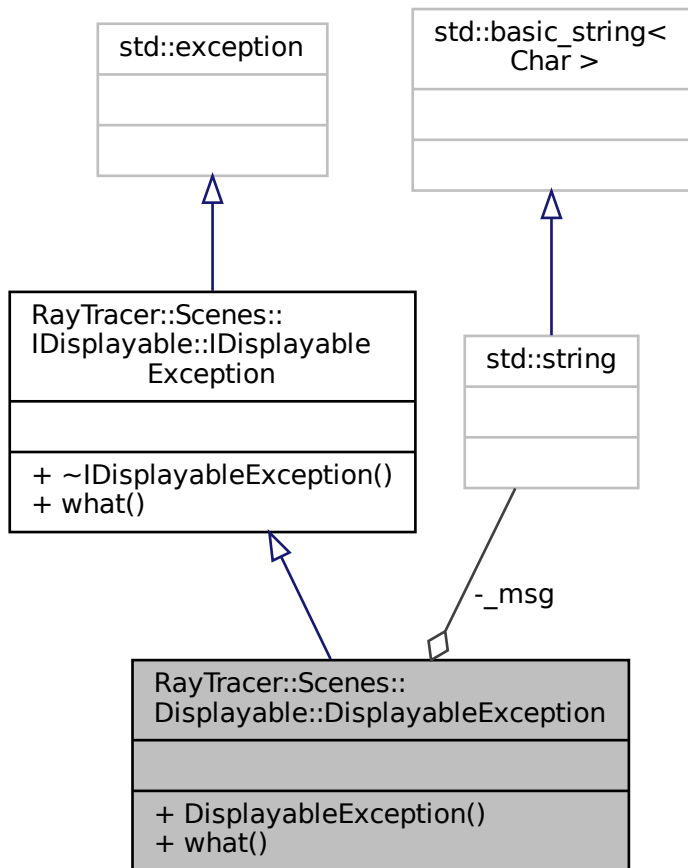 std::exception
std::basic_string<
Char >
RayTracer::Scenes::
IDisplayable::IDisplayable
Exception
+ ~IDisplayableException()
+ what()
std::string
-_msg
RayTracer::Scenes::
Displayable::DisplayableException
+ DisplayableException()
+ what()